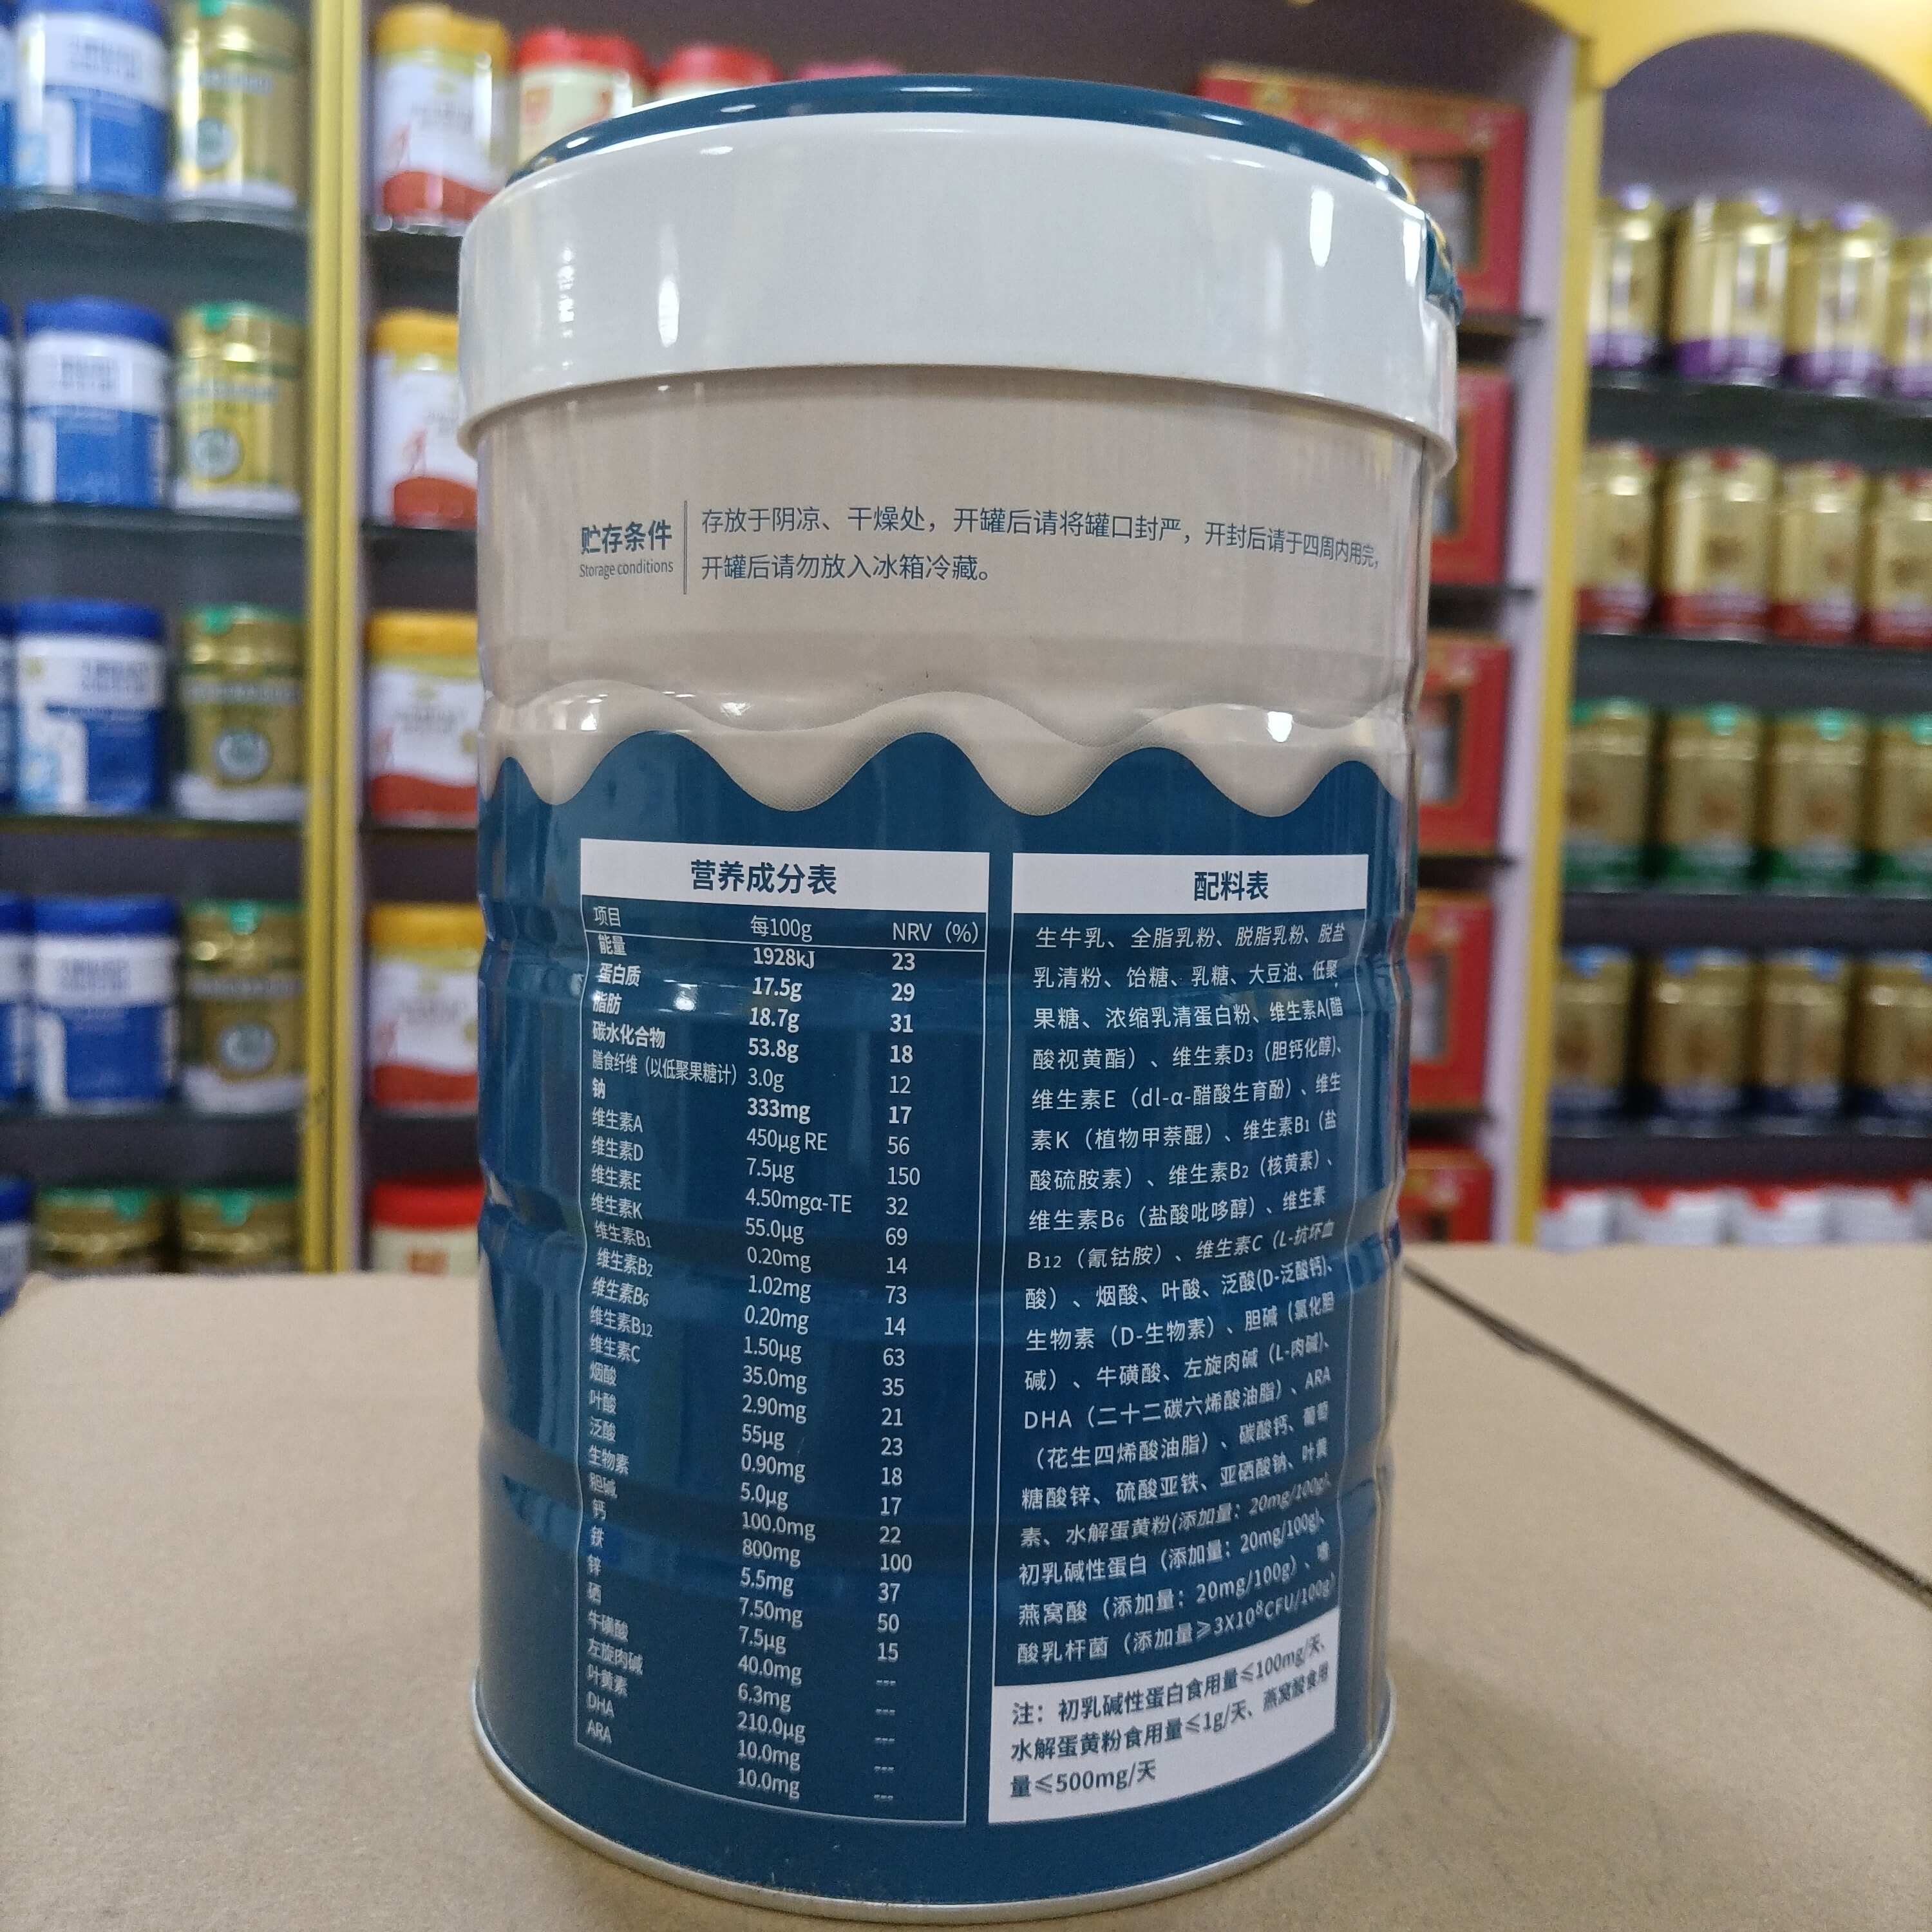 贮存条件
Storage conditions
存放于阴凉、干燥处，开罐后请将罐口封严，开封后请于四周内用完，
开罐后请勿放入冰箱冷藏。
营养成分表
项目 每100g NRV（%）
能量 1928kJ 23
蛋白质 17.5g 29
脂肪 18.7g 31
碳水化合物 53.8g 18
膳食纤维（以低聚果糖计） 3.0g 12
钠 333mg 17
维生素A 450μg RE 56
维生素D 7.5μg 150
维生素E 4.50mgα-TE 32
维生素K 55.0μg 69
维生素B1 0.20mg 14
维生素B2 1.02mg 73
维生素B6 0.20mg 14
维生素B12 1.50μg 63
维生素C 35.0mg 35
烟酸 2.90mg 21
叶酸 55μg 23
泛酸 0.90mg 18
生物素 5.0μg 17
胆碱 100.0mg 22
钙 800mg 100
铁 5.5mg 37
锌 7.50mg 50
硒 7.5μg 15
牛磺酸 40.0mg ---
左旋肉碱 6.3mg ---
叶黄素 210.0μg ---
DHA 10.0mg ---
ARA 10.0mg ---
配料表
生牛乳、全脂乳粉、脱脂乳粉、脱盐
乳清粉、饴糖、乳糖、大豆油、低聚
果糖、浓缩乳清蛋白粉、维生素A(醋
酸视黄酯）、维生素D3（胆钙化醇)、
维生素E（dl-α-醋酸生育酚）、维生
素K（植物甲萘醌）、维生素B1（盐
酸硫胺素）、维生素B2（核黄素）、
维生素B6（盐酸吡哆醇）、维生素
B12（氰钴胺）、维生素C（L-抗坏血
酸）、烟酸、叶酸、泛酸(D-泛酸钙)、
生物素（D-生物素）、胆碱（氯化胆
碱）、牛磺酸、左旋肉碱（L-肉碱)、
DHA（二十二碳六烯酸油脂）、ARA
（花生四烯酸油脂）、碳酸钙、葡萄
糖酸锌、硫酸亚铁、亚硒酸钠、叶黄
素、水解蛋黄粉(添加量：20mg/100g)、
初乳碱性蛋白（添加量：20mg/100g)、
燕窝酸（添加量：20mg/100g）、嗜
酸乳杆菌（添加量≥3X10⁸CFU/100g）
注：初乳碱性蛋白食用量≤100mg/天、
水解蛋黄粉食用量≤1g/天、燕窝酸食用
量≤500mg/天